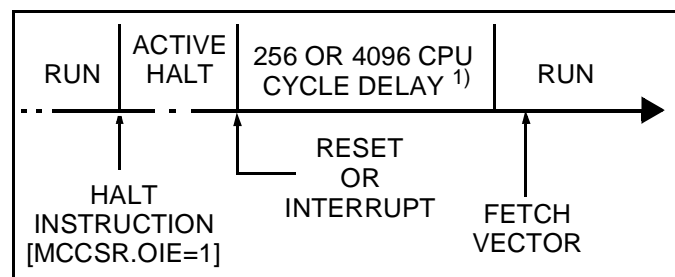 RUN
ACTIVE
HALT
256 OR 4096 CPU
CYCLE DELAY 1)
RUN
HALT
INSTRUCTION
[MCCSR.OIE=1]
RESET
OR
INTERRUPT
FETCH
VECTOR